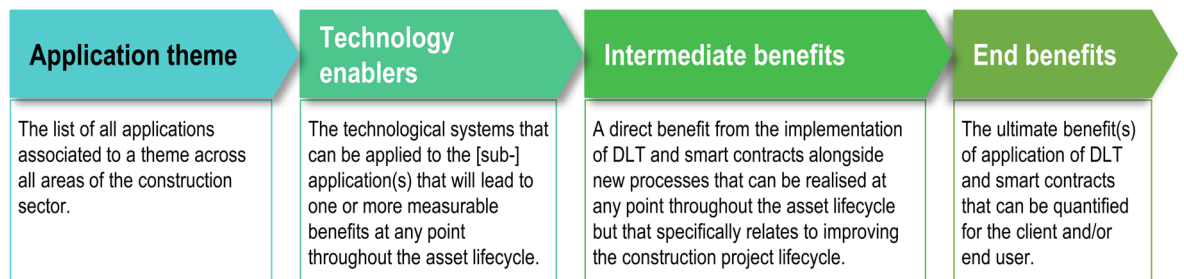 Application theme
The list of all applications
associated to a theme across
all areas of the construction
sector.
Technology
enablers
The technological systems that
can be applied to the [sub-]
application(s) that will lead to
one or more measurable
benefits at any point
throughout the asset lifecycle.
Intermediate benefits
A direct benefit from the implementation
of DLT and smart contracts alongside
new processes that can be realised at
any point throughout the asset lifecycle
but that specifically relates to improving
the construction project lifecycle.
End benefits
The ultimate benefit(s)
of application of DLT
and smart contracts
that can be quantified
for the client and/or
end user.